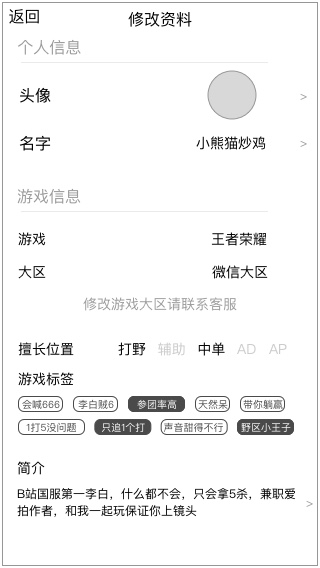 返回
修改资料
个人信息
头像 >
名字 小熊猫炒鸡 >
游戏信息
游戏 王者荣耀
大区 微信大区
修改游戏大区请联系客服
擅长位置 打野 辅助 中单 AD AP
游戏标签
会喊666 李白贼6 参团率高 天然呆 带你躺赢
1打5没问题 只追1个打 声音甜得不行 野区小王子
简介
B站国服第一李白，什么都不会，只会拿5杀，兼职爱
拍作者，和我一起玩保证你上镜头 >